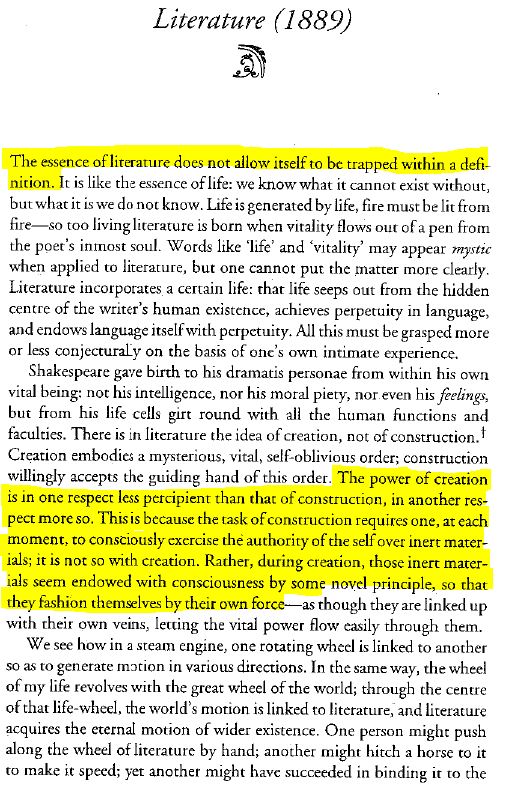 Literature (1889)
The essence of literature does not allow itself to be trapped within a defi-
nition. It is like the essence of life: we know what it cannot exist without,
but what it is we do not know. Life is generated by life, fire must be lit from
fire—so too living literature is born when vitality flows out of a pen from
the poet's inmost soul. Words like 'life' and 'vitality' may appear mystic
when applied to literature, but one cannot put the matter more clearly.
Literature incorporates a certain life: that life seeps out from the hidden
centre of the writer's human existence, achieves perpetuity in language,
and endows language itself with perpetuity. All this must be grasped more
or less conjecturally on the basis of one's own intimate experience.
Shakespeare gave birth to his dramatis personae from within his own
vital being: not his intelligence, nor his moral piety, nor even his feelings,
but from his life cells girt round with all the human functions and
faculties. There is in literature the idea of creation, not of construction.†
Creation embodies a mysterious, vital, self-oblivious order; construction
willingly accepts the guiding hand of this order. The power of creation
is in one respect less percipient than that of construction, in another res-
pect more so. This is because the task of construction requires one, at each
moment, to consciously exercise the authority of the self over inert mater-
ials; it is not so with creation. Rather, during creation, those inert mater-
ials seem endowed with consciousness by some novel principle, so that
they fashion themselves by their own force—as though they are linked up
with their own veins, letting the vital power flow easily through them.
We see how in a steam engine, one rotating wheel is linked to another
so as to generate motion in various directions. In the same way, the wheel
of my life revolves with the great wheel of the world; through the centre
of that life-wheel, the world's motion is linked to literature, and literature
acquires the eternal motion of wider existence. One person might push
along the wheel of literature by hand; another might hitch a horse to it
to make it speed; yet another might have succeeded in binding it to the